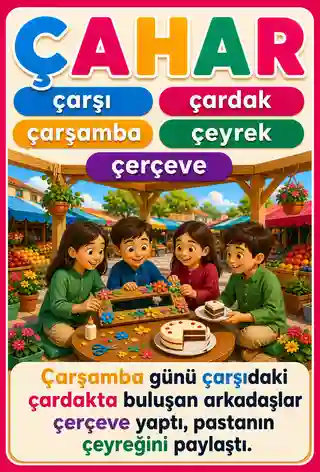 ÇAHAR
çarşı çardak
çarşamba çeyrek
çerçeve
Çarşamba günü çarşıdaki
çardakta buluşan arkadaşlar
çerçeve yaptı, pastanın
çeyreğini paylaştı.